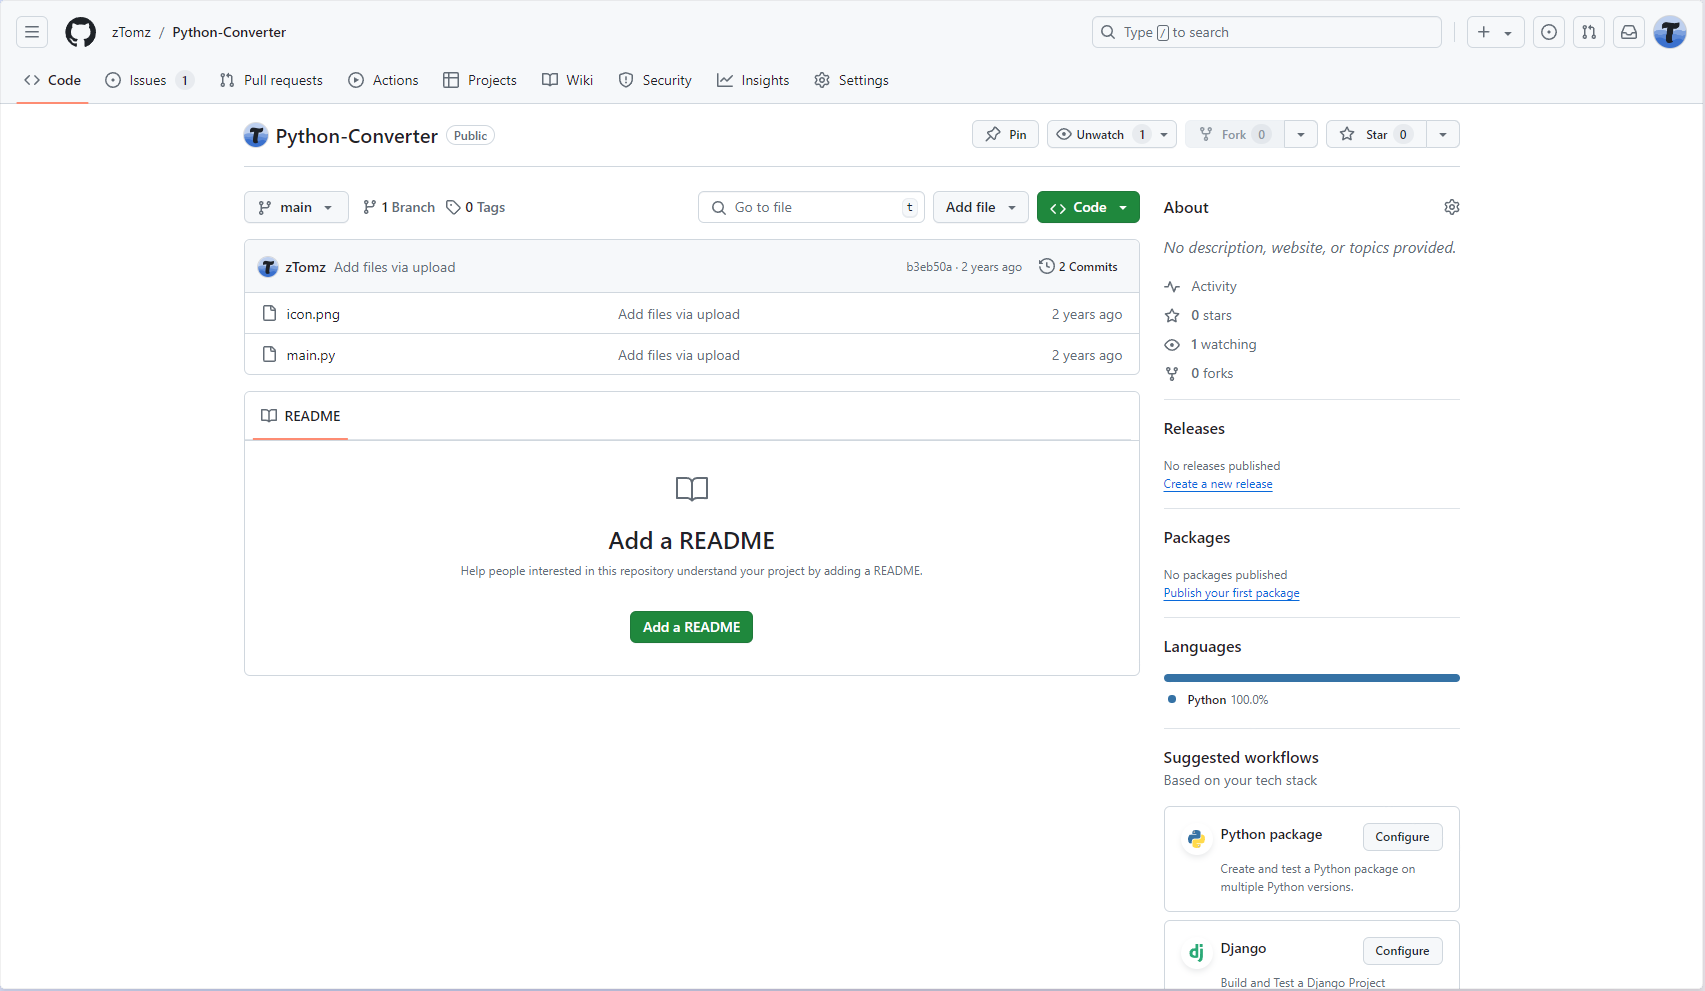 zTomz / Python-Converter
Type / to search
Code
Issues 1
Pull requests
Actions
Projects
Wiki
Security
Insights
Settings
Python-Converter Public
Pin
Unwatch 1
Fork 0
Star 0
main
1 Branch
0 Tags
Go to file t
Add file
Code
zTomz Add files via upload b3eb50a · 2 years ago 2 Commits
icon.png Add files via upload 2 years ago
main.py Add files via upload 2 years ago
README
Add a README
Help people interested in this repository understand your project by adding a README.
Add a README
About
No description, website, or topics provided.
Activity
0 stars
1 watching
0 forks
Releases
No releases published
Create a new release
Packages
No packages published
Publish your first package
Languages
Python 100.0%
Suggested workflows
Based on your tech stack
Python package Configure
Create and test a Python package on
multiple Python versions.
dj Django Configure
Build and Test a Django Project